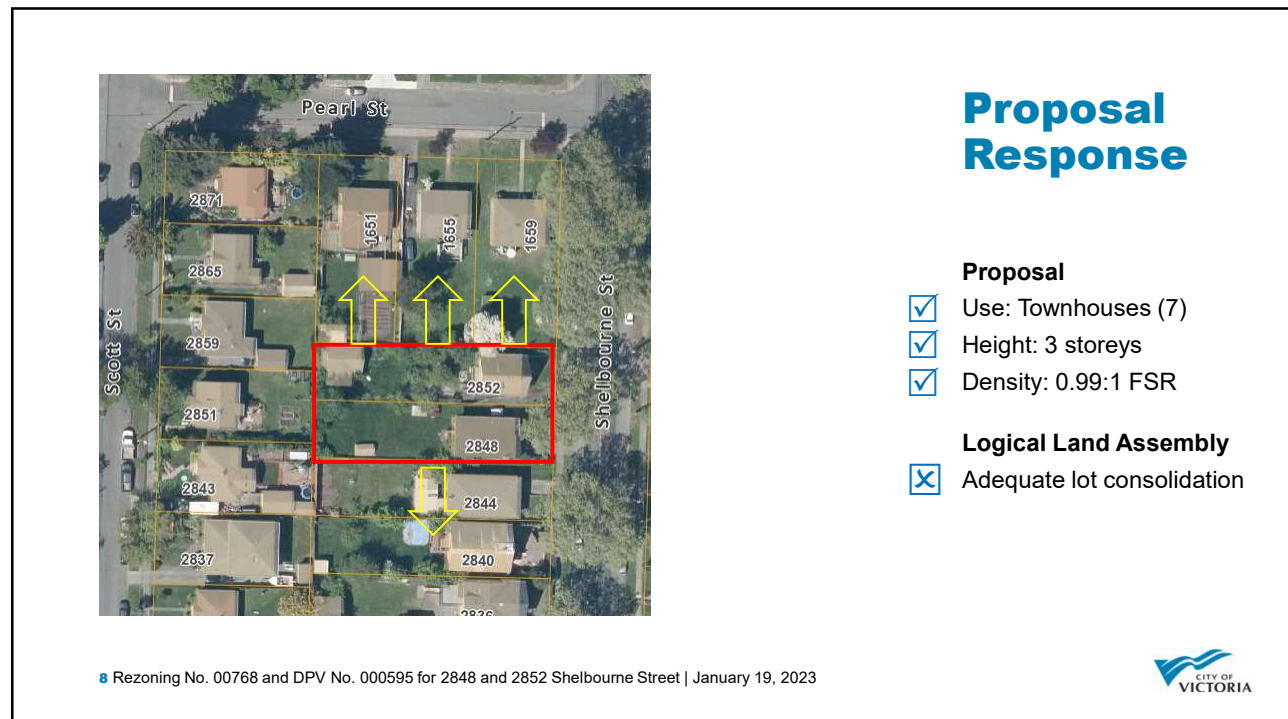 Pearl St
Scott St
Shelbourne St
2871
2865
2859
2851
2843
2837
1651
1655
1659
2852
2848
2844
2840
2836
Proposal
Response
Proposal
Use: Townhouses (7)
Height: 3 storeys
Density: 0.99:1 FSR
Logical Land Assembly
Adequate lot consolidation
8 Rezoning No. 00768 and DPV No. 000595 for 2848 and 2852 Shelbourne Street | January 19, 2023
CITY OF
VICTORIA